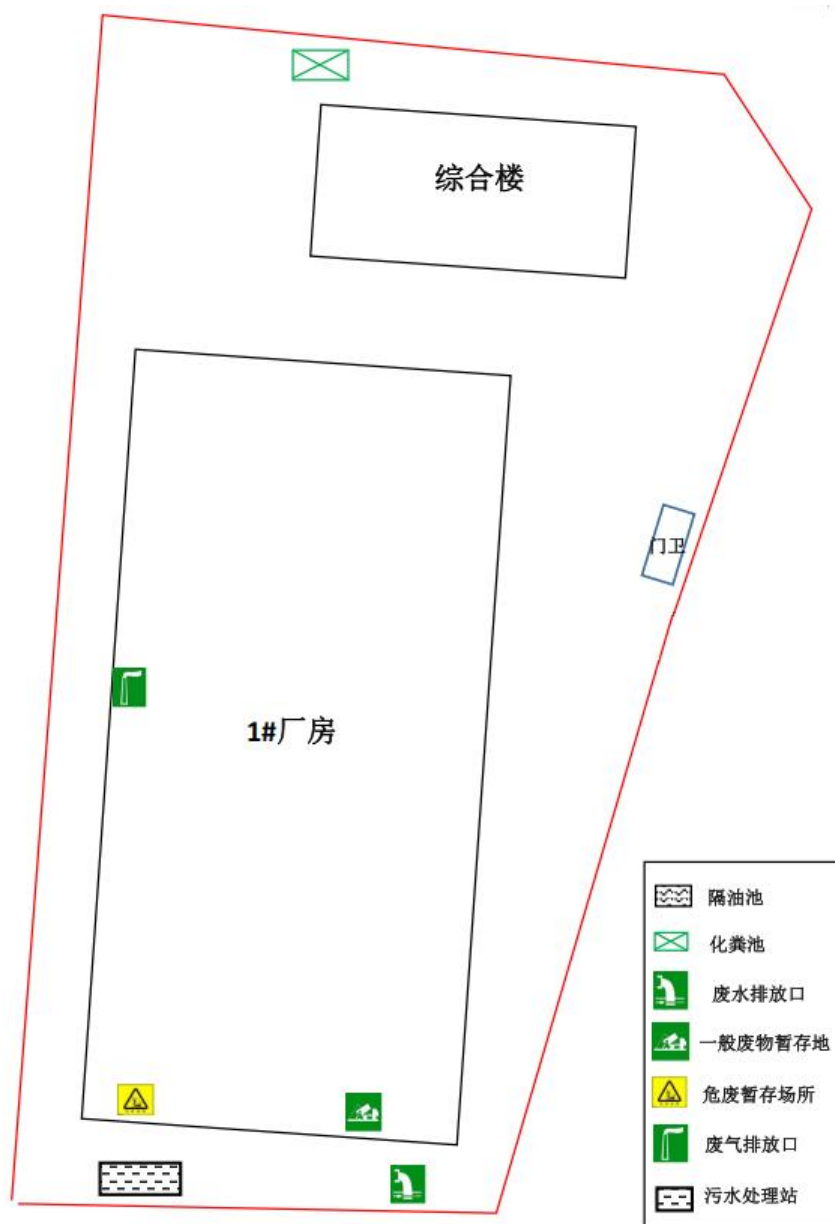 综合楼
门卫
1#厂房
隔油池
化粪池
废水排放口
一般废物暂存地
危废暂存场所
废气排放口
污水处理站